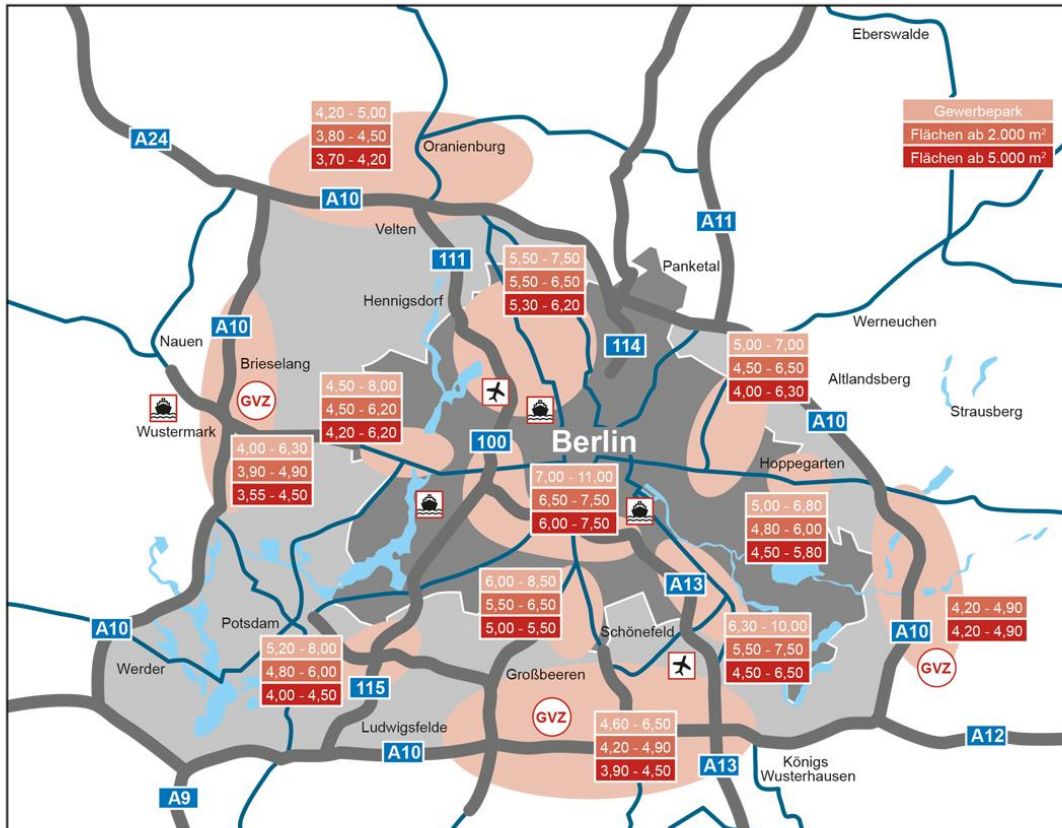 Eberswalde
Gewerbepark
Flächen ab 2.000 m²
Flächen ab 5.000 m²
4,20 - 5,00
3,80 - 4,50
3,70 - 4,20
A24
Oranienburg
A10
A11
Velten
111
5,50 - 7,50
5,50 - 6,50
5,30 - 6,20
Panketal
Hennigsdorf
Nauen
A10
Brieselang
114
Werneuchen
5,00 - 7,00
4,50 - 6,50
4,00 - 6,30
Altlandsberg
Strausberg
4,50 - 8,00
4,50 - 6,20
4,20 - 6,20
GVZ
Wustermark
A10
100
Berlin
4,00 - 6,30
3,90 - 4,90
3,55 - 4,50
Hoppegarten
7,00 - 11,00
6,50 - 7,50
6,00 - 7,50
5,00 - 6,80
4,80 - 6,00
4,50 - 5,80
6,00 - 8,50
5,50 - 6,50
5,00 - 5,50
A13
4,20 - 4,90
4,20 - 4,90
A10
Potsdam
Schönefeld
6,30 - 10,00
5,50 - 7,50
4,50 - 6,50
A10
Werder
5,20 - 8,00
4,80 - 6,00
4,00 - 4,50
115
Großbeeren
GVZ
GVZ
Ludwigsfelde
A10
4,60 - 6,50
4,20 - 4,90
3,90 - 4,50
A13
A12
Königs
Wusterhausen
A9